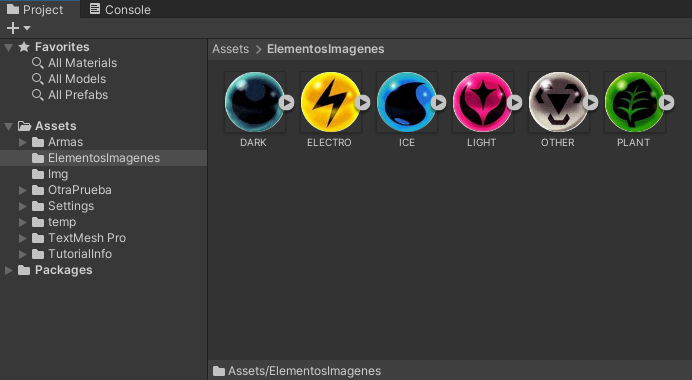 Project
Console
Favorites
All Materials
All Models
All Prefabs
Assets
Armas
ElementosImagenes
Img
OtraPrueba
Settings
temp
TextMesh Pro
TutorialInfo
Packages
Assets > ElementosImagenes
DARK
ELECTRO
ICE
LIGHT
OTHER
PLANT
Assets/ElementosImagenes